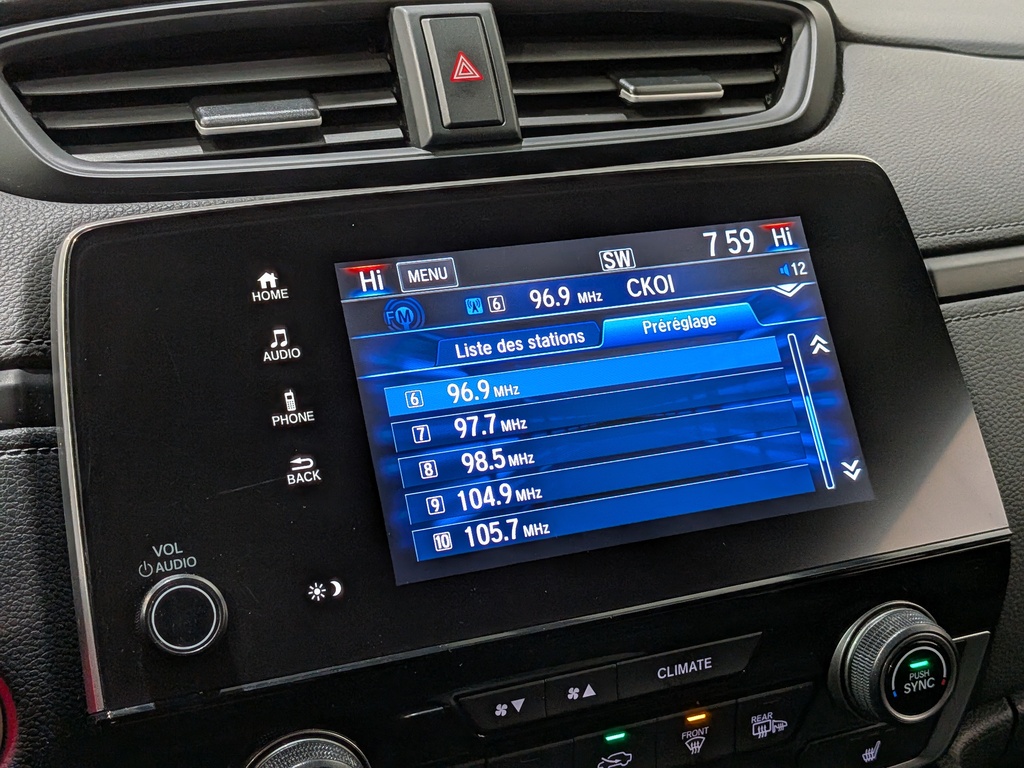 Hi MENU SW 7 59 Hi
FM 6 96.9 MHz CKOI 12
Liste des stations Préréglage
6 96.9 MHz
7 97.7 MHz
8 98.5 MHz
9 104.9 MHz
10 105.7 MHz
HOME
AUDIO
PHONE
BACK
VOL
AUDIO
CLIMATE
PUSH
SYNC
FRONT
REAR